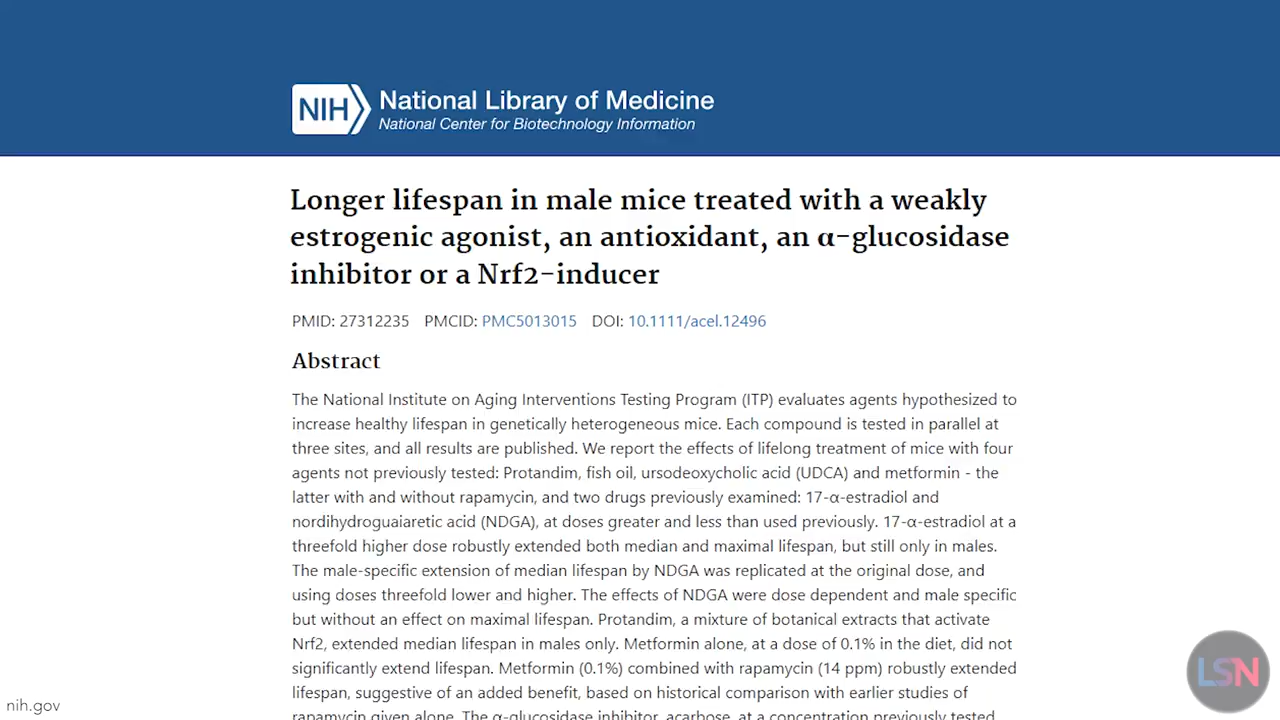 NIH National Library of Medicine
National Center for Biotechnology Information
Longer lifespan in male mice treated with a weakly
estrogenic agonist, an antioxidant, an α-glucosidase
inhibitor or a Nrf2-inducer
PMID: 27312235 PMCID: PMC5013015 DOI: 10.1111/acel.12496
Abstract
The National Institute on Aging Interventions Testing Program (ITP) evaluates agents hypothesized to
increase healthy lifespan in genetically heterogeneous mice. Each compound is tested in parallel at
three sites, and all results are published. We report the effects of lifelong treatment of mice with four
agents not previously tested: Protandim, fish oil, ursodeoxycholic acid (UDCA) and metformin - the
latter with and without rapamycin, and two drugs previously examined: 17-α-estradiol and
nordihydroguaiaretic acid (NDGA), at doses greater and less than used previously. 17-α-estradiol at a
threefold higher dose robustly extended both median and maximal lifespan, but still only in males.
The male-specific extension of median lifespan by NDGA was replicated at the original dose, and
using doses threefold lower and higher. The effects of NDGA were dose dependent and male specific
but without an effect on maximal lifespan. Protandim, a mixture of botanical extracts that activate
Nrf2, extended median lifespan in males only. Metformin alone, at a dose of 0.1% in the diet, did not
significantly extend lifespan. Metformin (0.1%) combined with rapamycin (14 ppm) robustly extended
lifespan, suggestive of an added benefit, based on historical comparison with earlier studies of
rapamycin given alone. The α-glucosidase inhibitor, acarbose, at a concentration previously tested
LSN
nih.gov